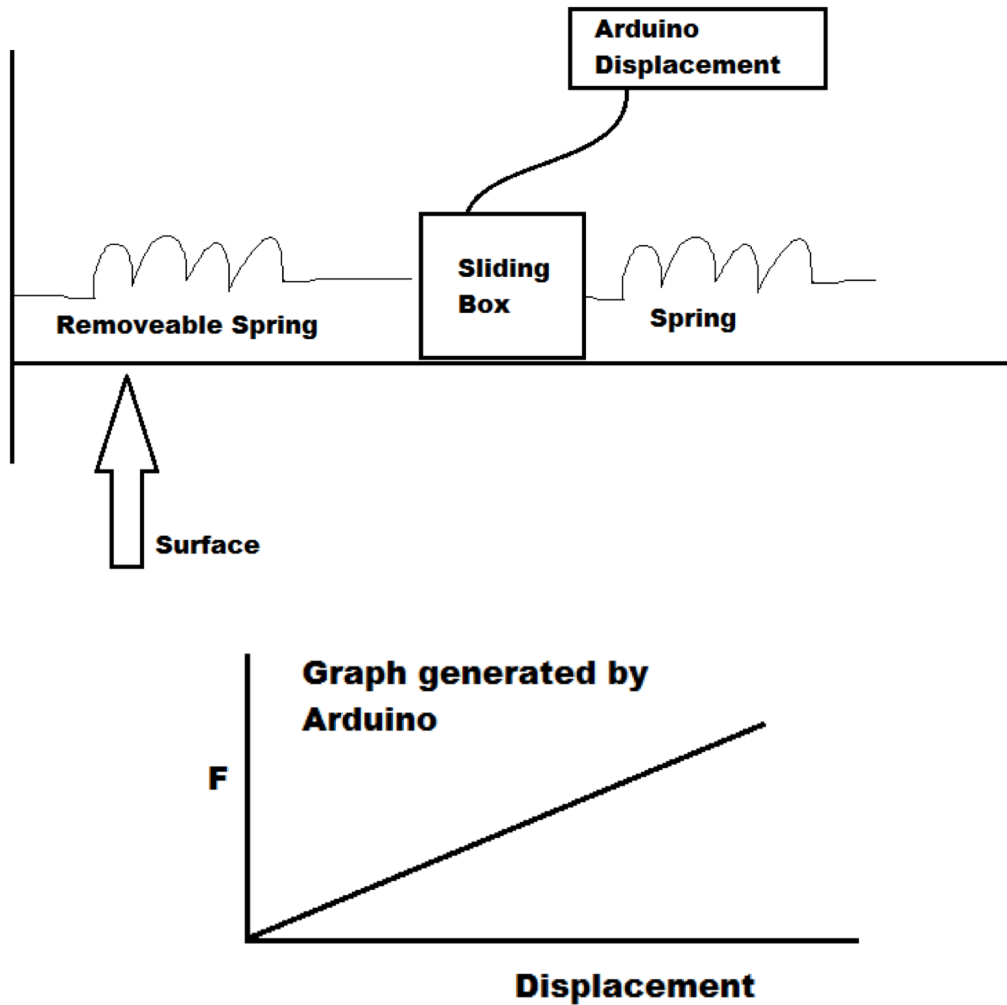 Arduino
Displacement
Sliding
Box
Removeable Spring
Spring
Surface
Graph generated by
Arduino
F
Displacement